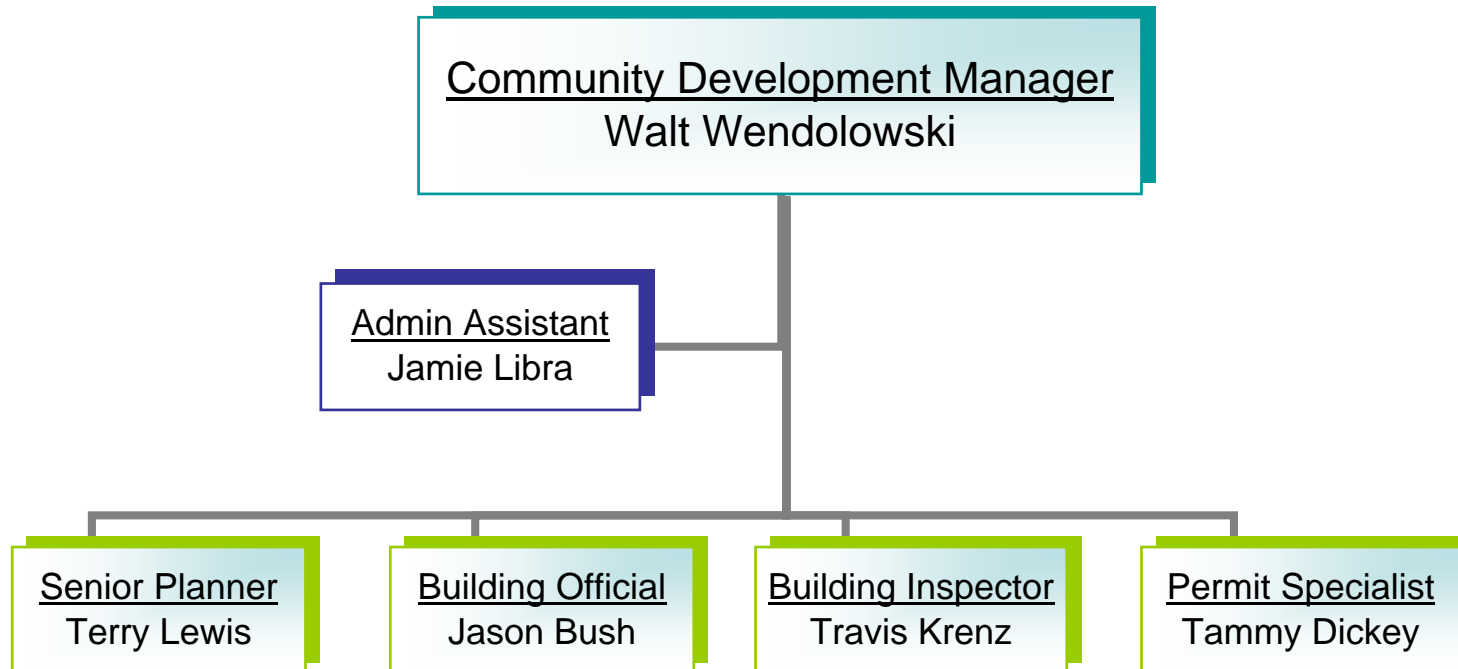 Community Development Manager
Walt Wendolowski
Admin Assistant
Jamie Libra
Senior Planner
Terry Lewis
Building Official
Jason Bush
Building Inspector
Travis Krenz
Permit Specialist
Tammy Dickey